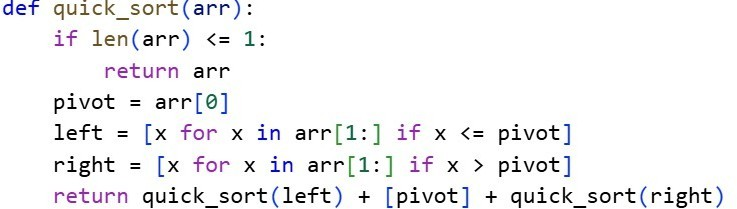 def quick_sort(arr):
    if len(arr) <= 1:
        return arr
    pivot = arr[0]
    left = [x for x in arr[1:] if x <= pivot]
    right = [x for x in arr[1:] if x > pivot]
    return quick_sort(left) + [pivot] + quick_sort(right)